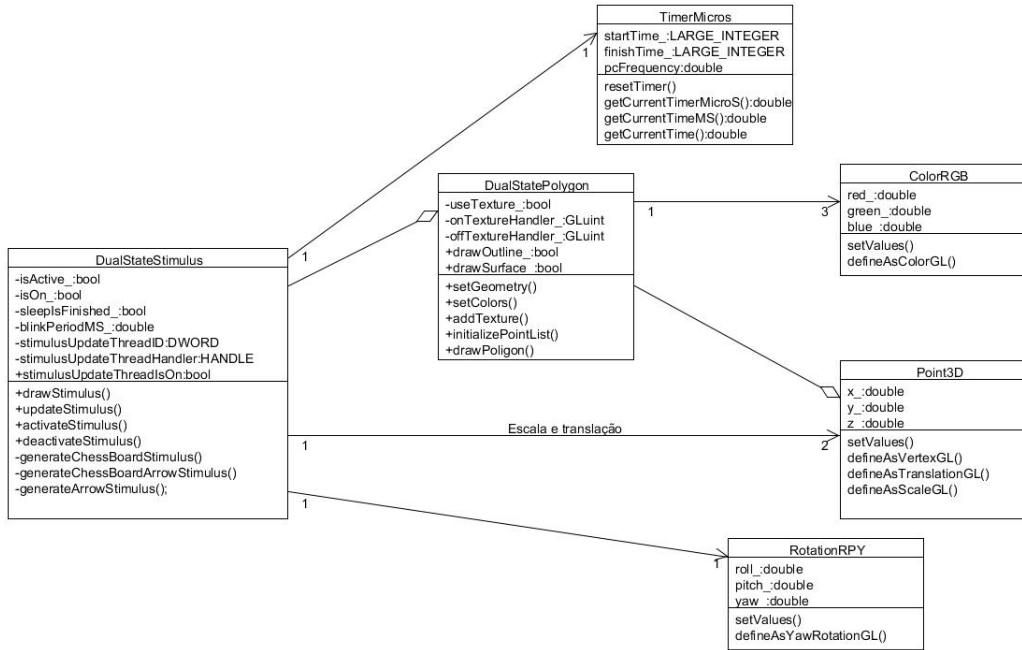 TimerMicros
startTime_:LARGE_INTEGER
finishTime_:LARGE_INTEGER
pcFrequency:double
resetTimer()
getCurrentTimerMicroS():double
getCurrentTimeMS():double
getCurrentTime():double
1
DualStatePolygon
-useTexture_:bool
-onTextureHandler_:GLuint
-offTextureHandler_:GLuint
+drawOutline_:bool
+drawSurface_:bool
+setGeometry()
+setColors()
+addTexture()
+initializePointList()
+drawPoligon()
1
3
ColorRGB
red_:double
green_:double
blue_:double
setValues()
defineAsColorGL()
DualStateStimulus
-isActive_:bool
-isOn_:bool
-sleepIsFinished_:bool
-blinkPeriodMS_:double
-stimulusUpdateThreadID:DWORD
-stimulusUpdateThreadHandler:HANDLE
+stimulusUpdateThreadIsOn:bool
+drawStimulus()
+updateStimulus()
+activateStimulus()
+deactivateStimulus()
-generateChessBoardStimulus()
-generateChessBoardArrowStimulus()
-generateArrowStimulus();
1
Escala e translação
1
2
1
1
Point3D
x_:double
y_:double
z_:double
setValues()
defineAsVertexGL()
defineAsTranslationGL()
defineAsScaleGL()
RotationRPY
roll_:double
pitch_:double
yaw_:double
setValues()
defineAsYawRotationGL()